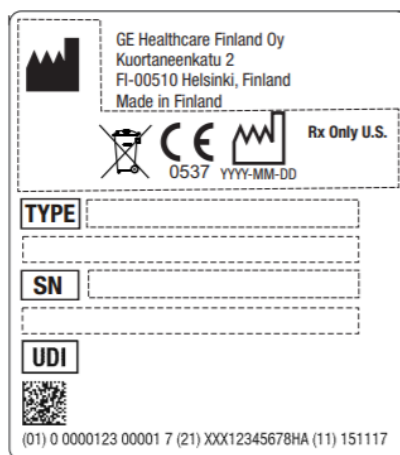 GE Healthcare Finland Oy
Kuortaneenkatu 2
FI-00510 Helsinki, Finland
Made in Finland
CE
0537
YYYY-MM-DD
Rx Only U.S.
TYPE
SN
UDI
(01) 0 0000123 00001 7 (21) XXX12345678HA (11) 151117